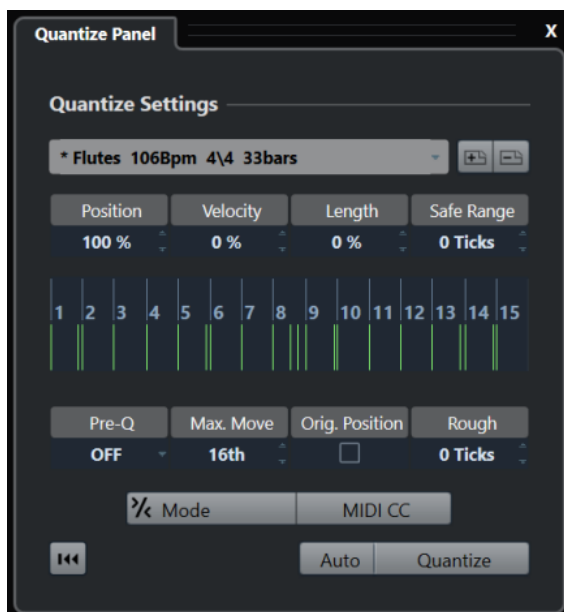 Quantize Panel X
Quantize Settings
* Flutes 106Bpm 4\4 33bars
Position Velocity Length Safe Range
100 % 0 % 0 % 0 Ticks
1 2 3 4 5 6 7 8 9 10 11 12 13 14 15
Pre-Q Max. Move Orig. Position Rough
OFF 16th 0 Ticks
Mode MIDI CC
Auto Quantize